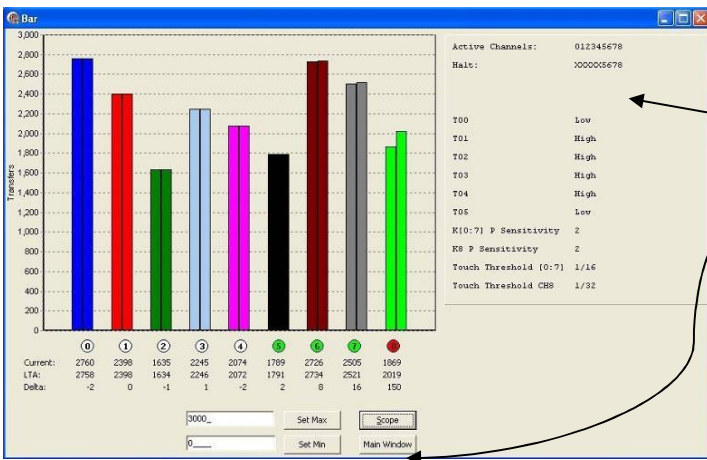 Bar
3,000
2,800
2,600
2,400
2,200
2,000
1,800
1,600
1,400
1,200
1,000
800
600
400
200
0
Transfers
0 1 2 3 4 5 6 7 8
Current: 2760 2398 1635 2245 2074 1789 2726 2505 1869
LTA: 2758 2398 1634 2246 2072 1791 2734 2521 2019
Delta: -2 0 -1 1 -2 2 8 16 150
3000_ Set Max Scope
0____ Set Min Main Window
Active Channels: 012345678
Halt: XXXXX5678
T00 Low
T01 High
T02 High
T03 High
T04 High
T05 Low
K[0:7] P Sensitivity 2
K8 P Sensitivity 2
Touch Threshold [0:7] 1/16
Touch Threshold CH8 1/32